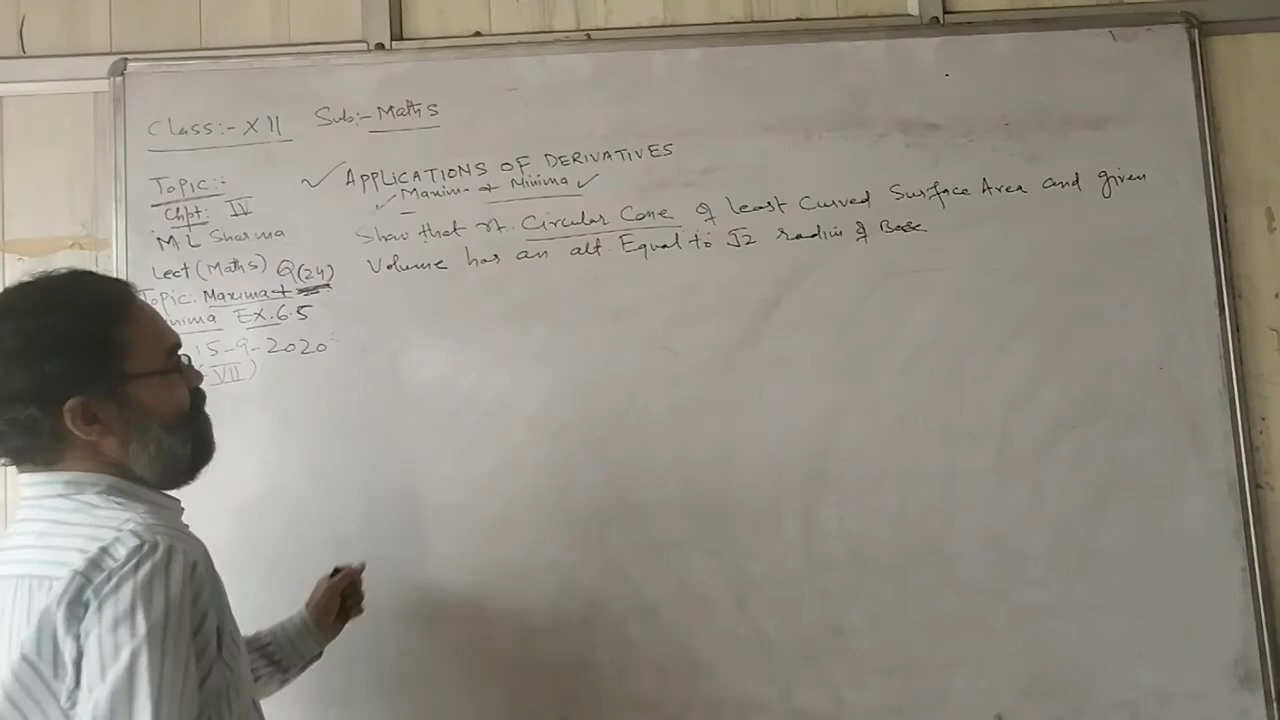 Class:- XII Sub:- Maths
Topic:-
Chpt: IV
M L Sharma
Lect (Maths) Q(24)
Topic: Maxima +
nima EX. 6.5
15-9-2020
VII)
✓ APPLICATIONS OF DERIVATIVES
✓ Maxima + Minima ✓
Show that rt. Circular Cone of least Curved Surface Area and given
Volume has an alt. Equal to √2 radius of Base